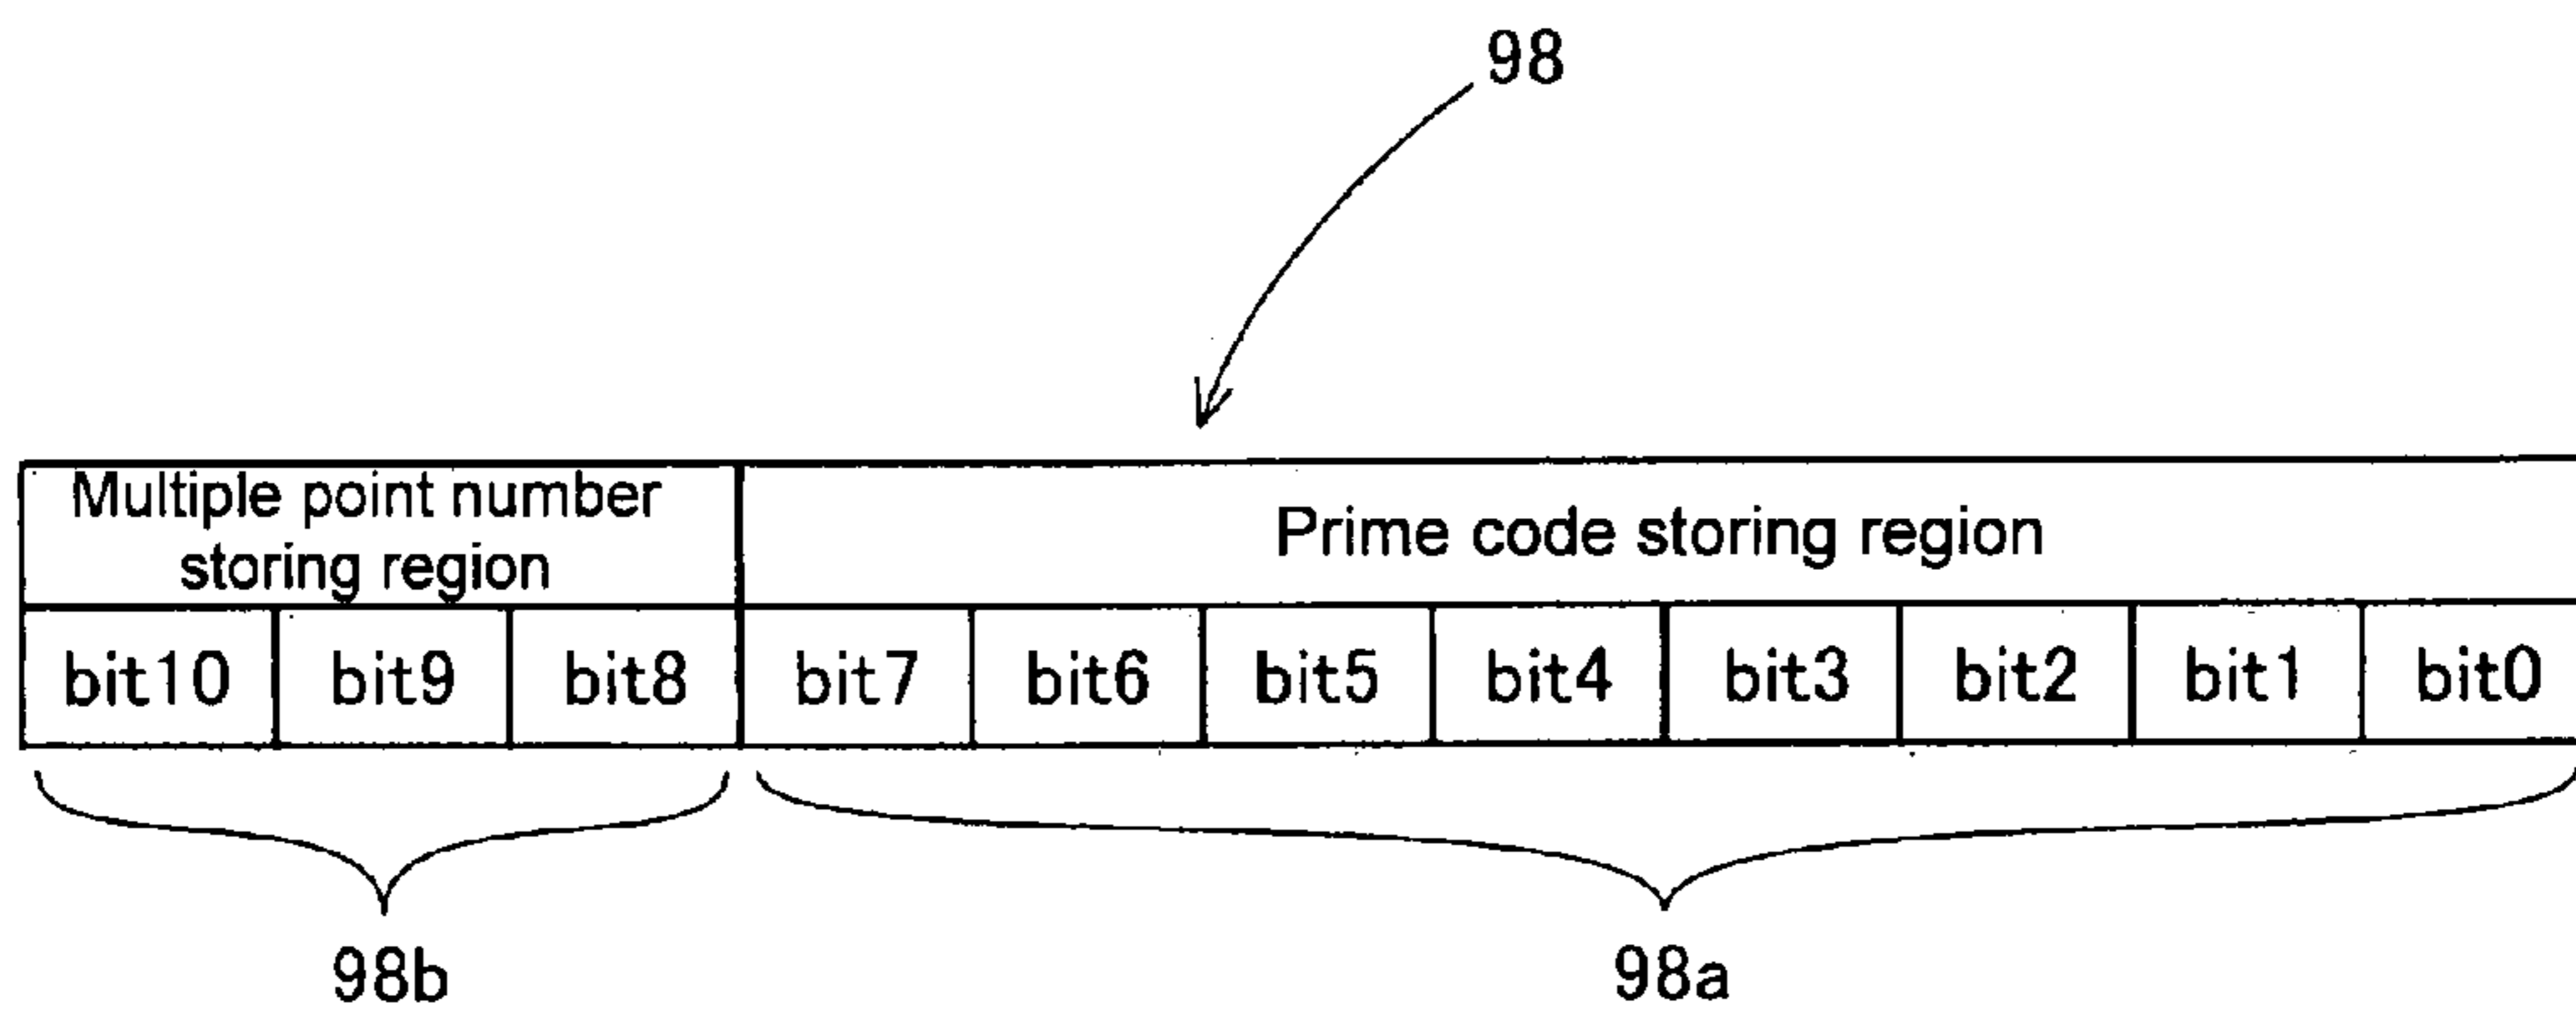 98
Multiple point number
storing region
Prime code storing region
bit10 bit9 bit8 bit7 bit6 bit5 bit4 bit3 bit2 bit1 bit0
98b 98a